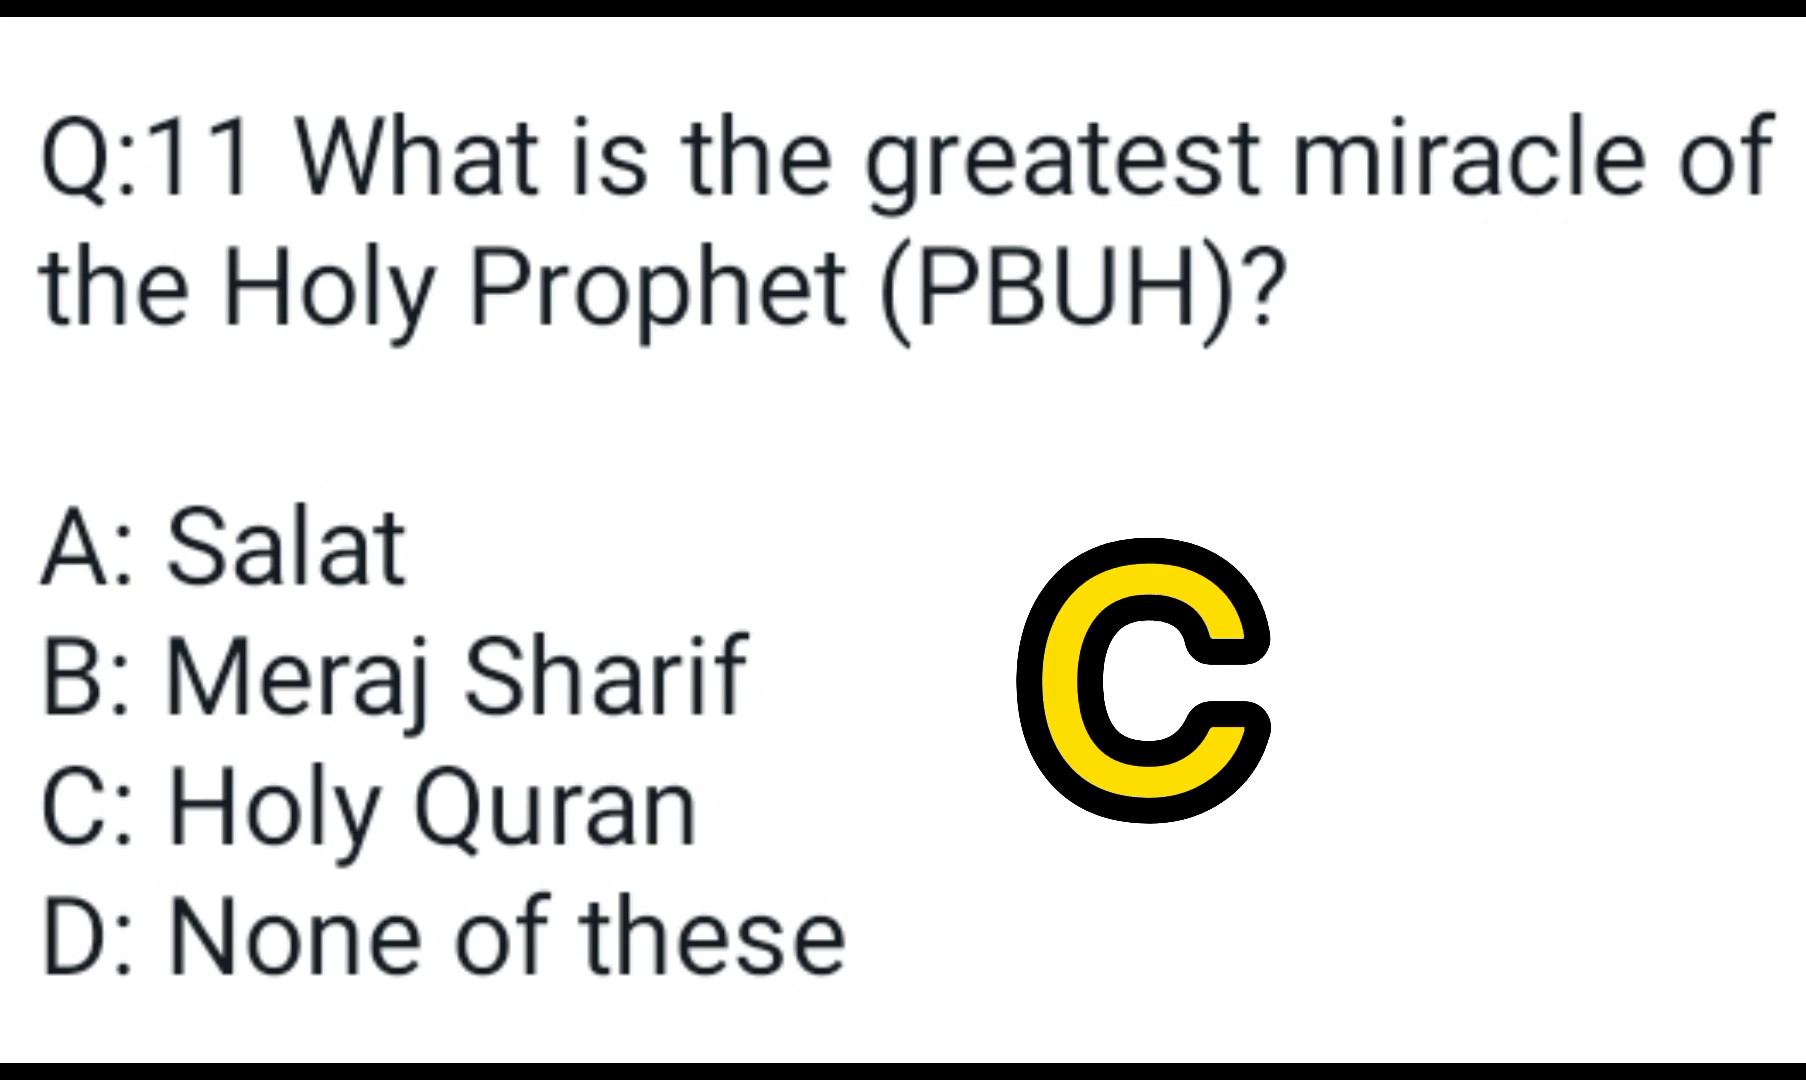 Q:11 What is the greatest miracle of
the Holy Prophet (PBUH)?
A: Salat
B: Meraj Sharif
C: Holy Quran
D: None of these
C